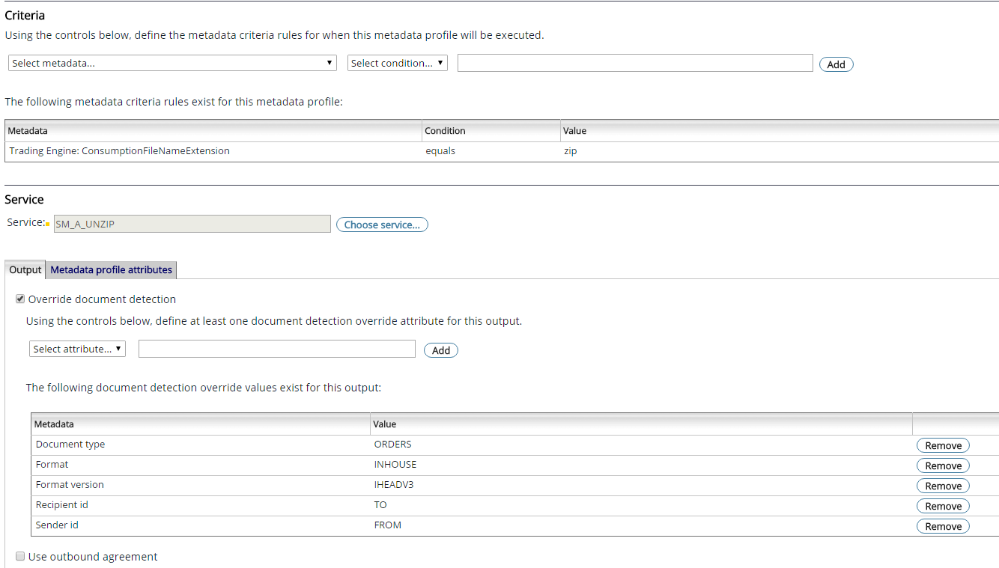 Criteria
Using the controls below, define the metadata criteria rules for when this metadata profile will be executed.
Select metadata... Select condition... Add
The following metadata criteria rules exist for this metadata profile:
Metadata Condition Value
Trading Engine: ConsumptionFileNameExtension equals zip
Service
Service: SM_A_UNZIP Choose service...
Output Metadata profile attributes
Override document detection
Using the controls below, define at least one document detection override attribute for this output.
Select attribute... Add
The following document detection override values exist for this output:
Metadata Value
Document type ORDERS Remove
Format INHOUSE Remove
Format version IHEADV3 Remove
Recipient id TO Remove
Sender id FROM Remove
Use outbound agreement